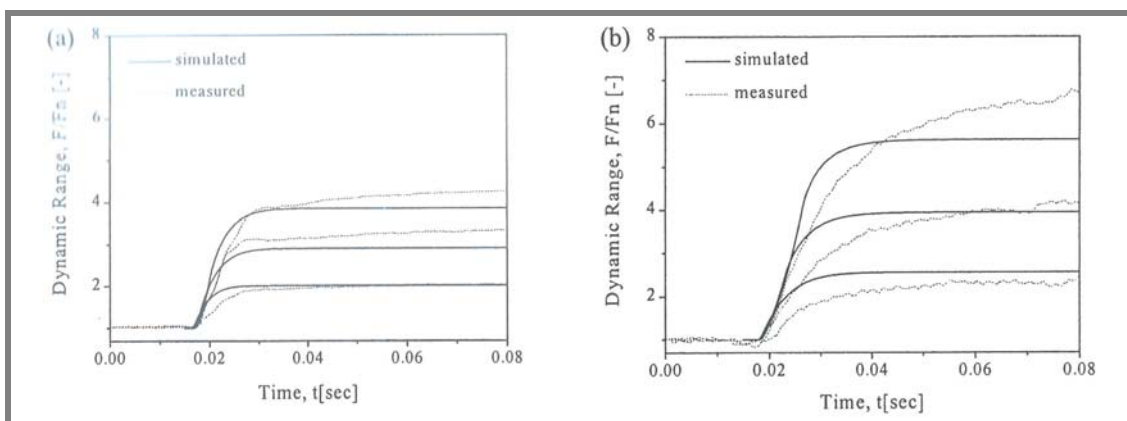 (a)
8
simulated
measured
6
4
2
Dynamic Range, F/Fn [-]
0.00 0.02 0.04 0.06 0.08
Time, t[sec]
(b)
8
simulated
measured
6
4
2
Dynamic Range, F/Fn [-]
0.00 0.02 0.04 0.06 0.08
Time, t[sec]